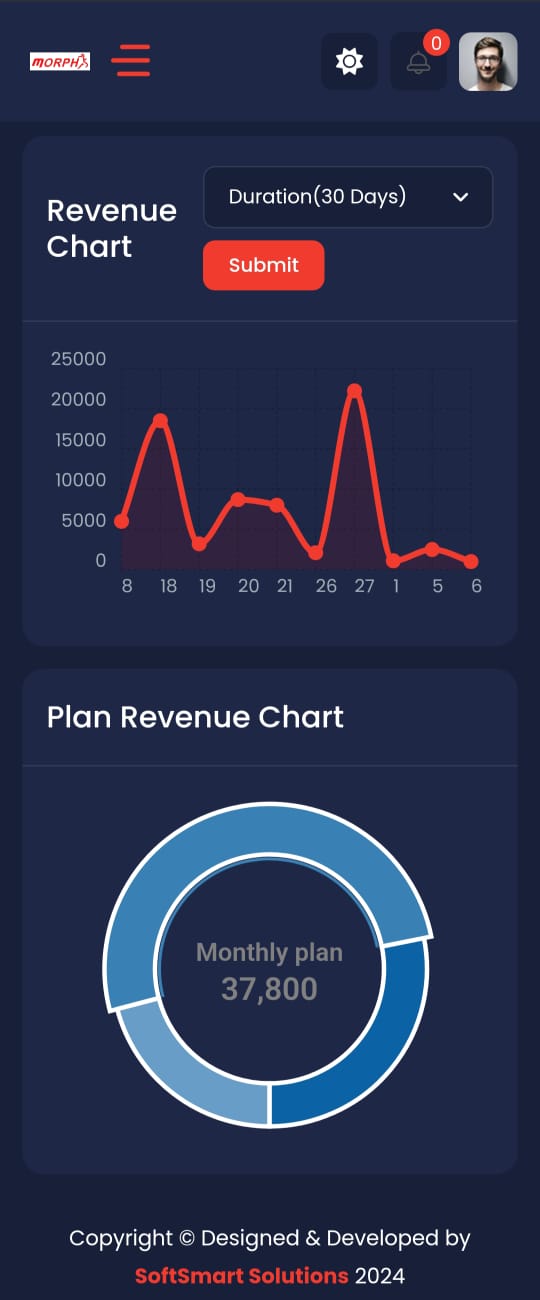 MORPH
0
Duration(30 Days)
Revenue
Chart
Submit
25000
20000
15000
10000
5000
0
8 18 19 20 21 26 27 1 5 6
Plan Revenue Chart
Monthly plan
37,800
Copyright © Designed & Developed by
SoftSmart Solutions 2024